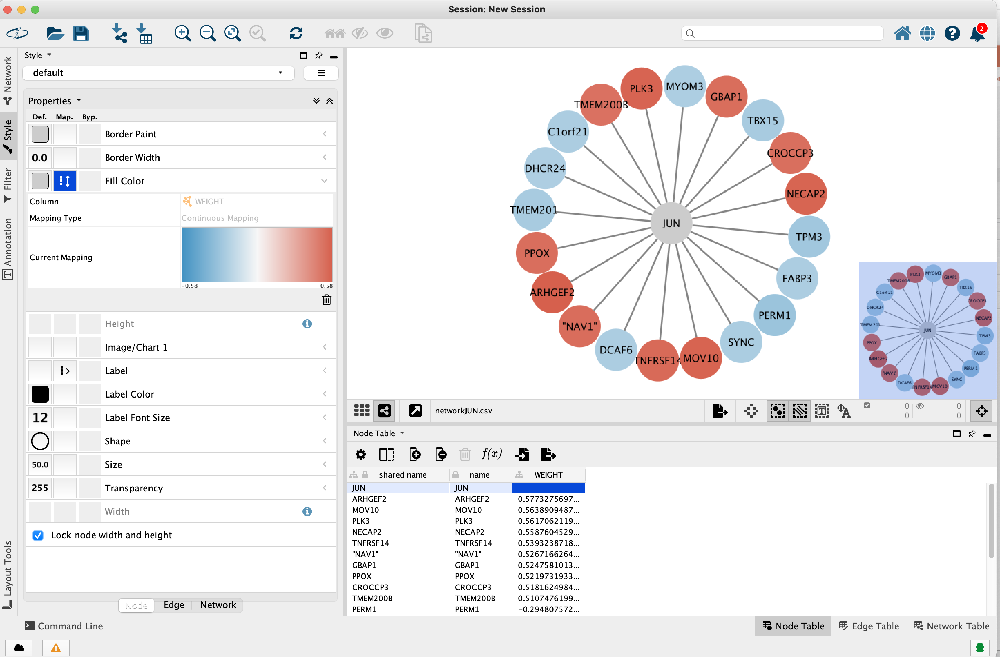 Session: New Session
2
Network
Style
Filter
Annotation
Layout Tools
Style
default
Properties
Def. Map. Byp.
Border Paint
0.0 Border Width
Fill Color
Column WEIGHT
Mapping Type Continuous Mapping
Current Mapping
-0.58 0.58
Height
Image/Chart 1
Label
Label Color
12 Label Font Size
Shape
50.0 Size
255 Transparency
Width
Lock node width and height
Node Edge Network
PLK3
MYOM3
GBAP1
TMEM200B
TBX15
C1orf21
CROCCP3
DHCR24
NECAP2
TMEM201
JUN
TPM3
PPOX
FABP3
ARHGEF2
PERM1
"NAV1"
SYNC
DCAF6
TNFRSF14
MOV10
PLK3
MYOM3
GBAP1
TMEM200B
TBX15
C1orf21
CROCCP3
DHCR24
NECAP2
TMEM201
JUN
TPM3
PPOX
FABP3
ARHGEF2
PERM1
"NAV1"
SYNC
DCAF6
TNFRSF14
MOV10
networkJUN.csv
T
A
0 0
0 0
Node Table
f(x)
shared name name WEIGHT
JUN JUN
ARHGEF2 ARHGEF2 0.5773275697...
MOV10 MOV10 0.5638909487...
PLK3 PLK3 0.5617062119...
NECAP2 NECAP2 0.5587604529...
TNFRSF14 TNFRSF14 0.5393238718...
"NAV1" "NAV1" 0.5267166264...
GBAP1 GBAP1 0.5247581013...
PPOX PPOX 0.5219731933...
CROCCP3 CROCCP3 0.5181624984...
TMEM200B TMEM200B 0.5107476199...
PERM1 PERM1 -0.294807572...
Command Line
Node Table Edge Table Network Table